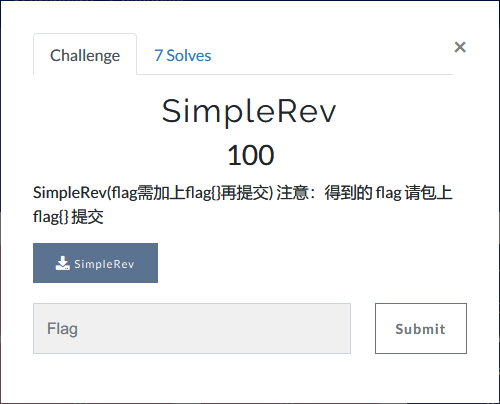 Challenge
7 Solves
×
SimpleRev
100
SimpleRev(flag需加上flag{}再提交) 注意：得到的 flag 请包上
flag{} 提交
SimpleRev
Flag
Submit